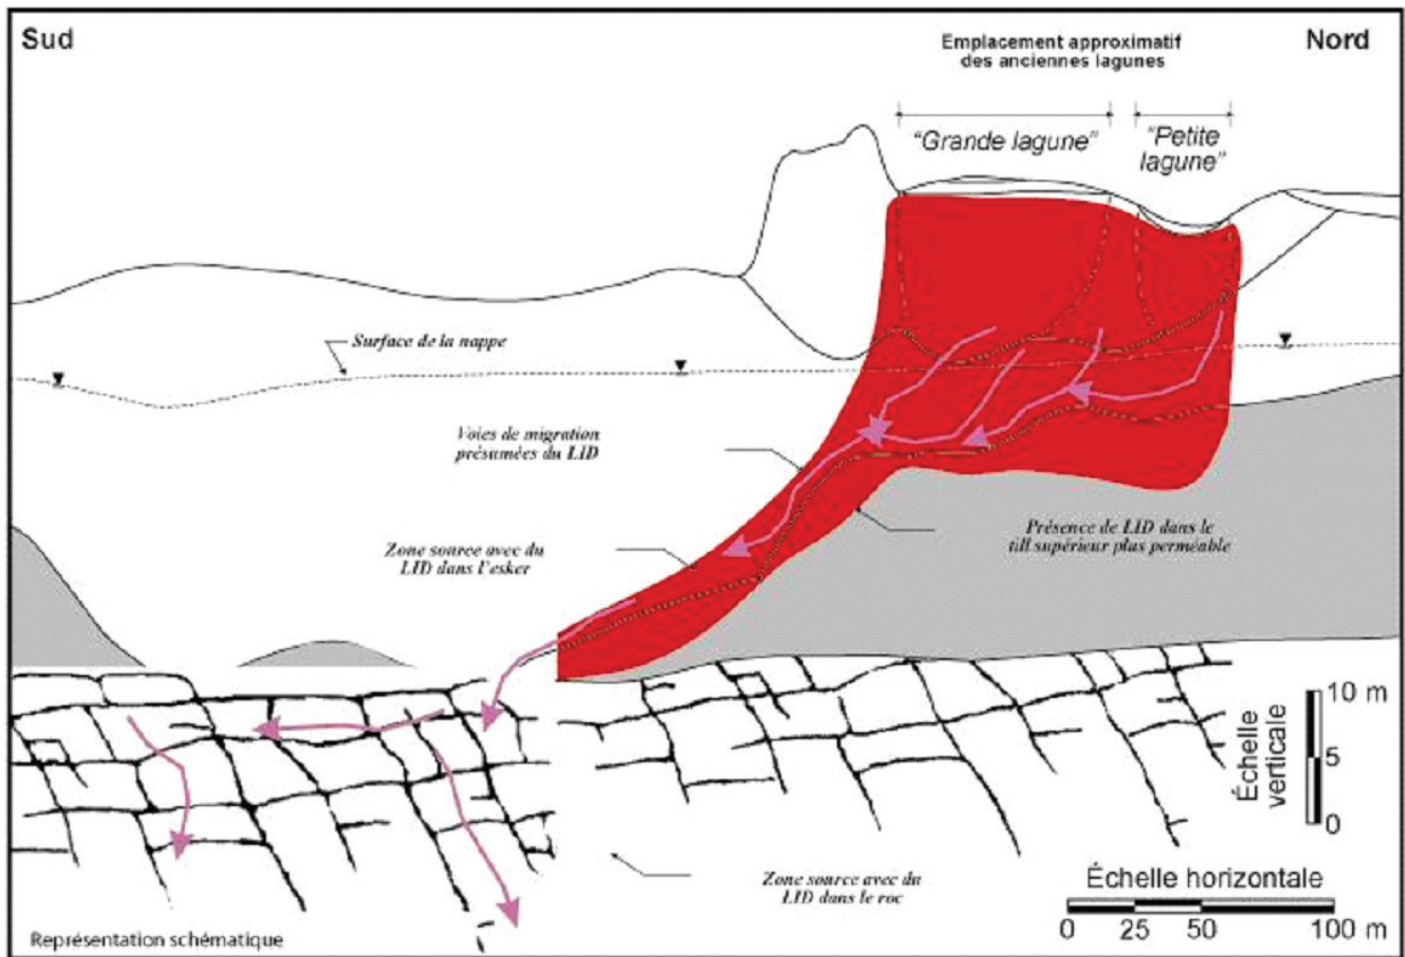 Sud
Emplacement approximatif
des anciennes lagunes
Nord
"Grande lagune"
"Petite
lagune"
Surface de la nappe
Voies de migration
présumées du LID
Zone source avec du
LID dans l'esker
Présence de LID dans le
till supérieur plus perméable
Zone source avec du
LID dans le roc
Échelle
verticale
10 m
5
0
Échelle horizontale
0 25 50 100 m
Représentation schématique